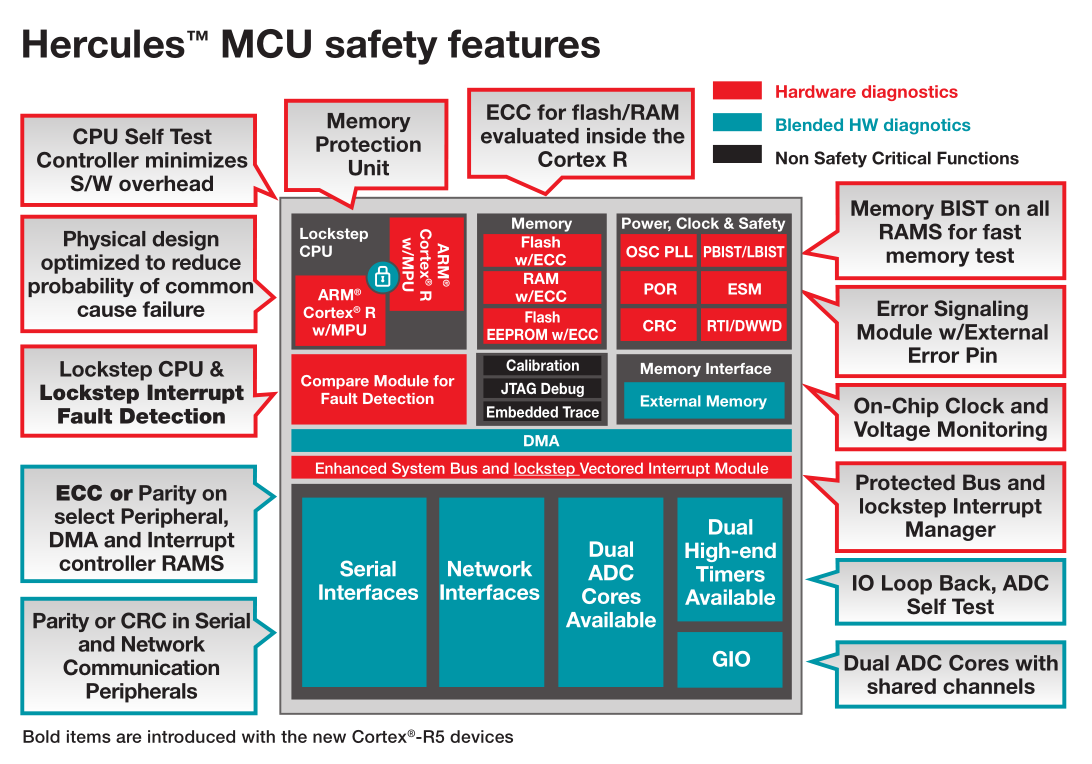 Hercules™ MCU safety features
Hardware diagnostics
Blended HW diagnotics
Non Safety Critical Functions
CPU Self Test
Controller minimizes
S/W overhead
Memory
Protection
Unit
ECC for flash/RAM
evaluated inside the
Cortex R
Physical design
optimized to reduce
probability of common
cause failure
Lockstep CPU &
Lockstep Interrupt
Fault Detection
ECC or Parity on
select Peripheral,
DMA and Interrupt
controller RAMS
Parity or CRC in Serial
and Network
Communication
Peripherals
Lockstep
CPU
ARM®
Cortex® R
w/MPU
ARM®
Cortex® R
w/MPU
Compare Module for
Fault Detection
Memory
Flash
w/ECC
RAM
w/ECC
Flash
EEPROM w/ECC
Calibration
JTAG Debug
Embedded Trace
Power, Clock & Safety
OSC PLL
PBIST/LBIST
POR
ESM
CRC
RTI/DWWD
Memory Interface
External Memory
DMA
Enhanced System Bus and lockstep Vectored Interrupt Module
Serial
Interfaces
Network
Interfaces
Dual
ADC
Cores
Available
Dual
High-end
Timers
Available
GIO
Memory BIST on all
RAMS for fast
memory test
Error Signaling
Module w/External
Error Pin
On-Chip Clock and
Voltage Monitoring
Protected Bus and
lockstep Interrupt
Manager
IO Loop Back, ADC
Self Test
Dual ADC Cores with
shared channels
Bold items are introduced with the new Cortex®-R5 devices